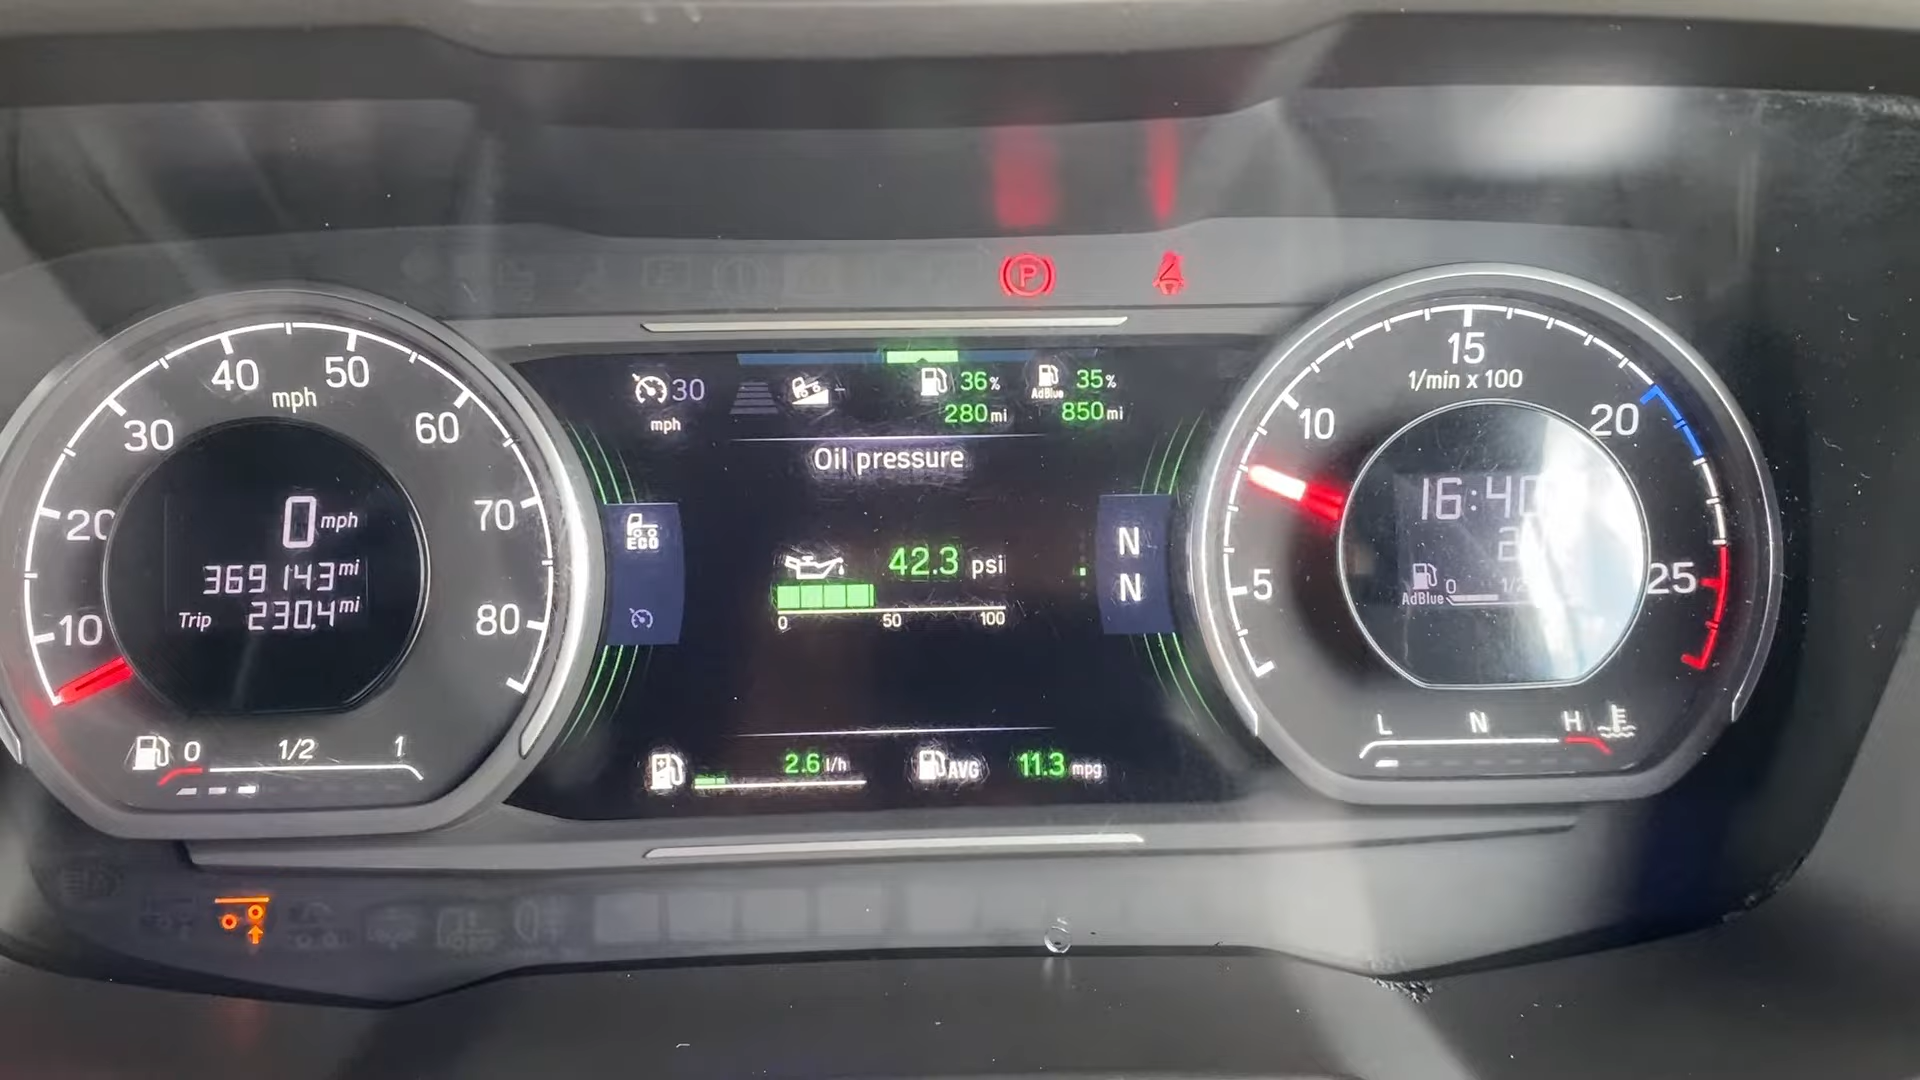 P
10
20
30
40
50
60
70
80
mph
0 mph
369143 mi
Trip 230.4 mi
0 1/2 1
30
mph
36%
280 mi
AdBlue
35%
850 mi
Oil pressure
42.3 psi
0 50 100
ECO
N
N
2.6 l/h
AVG 11.3 mpg
5
10
15
20
25
1/min x 100
16:40
AdBlue 0 1/2
L N H